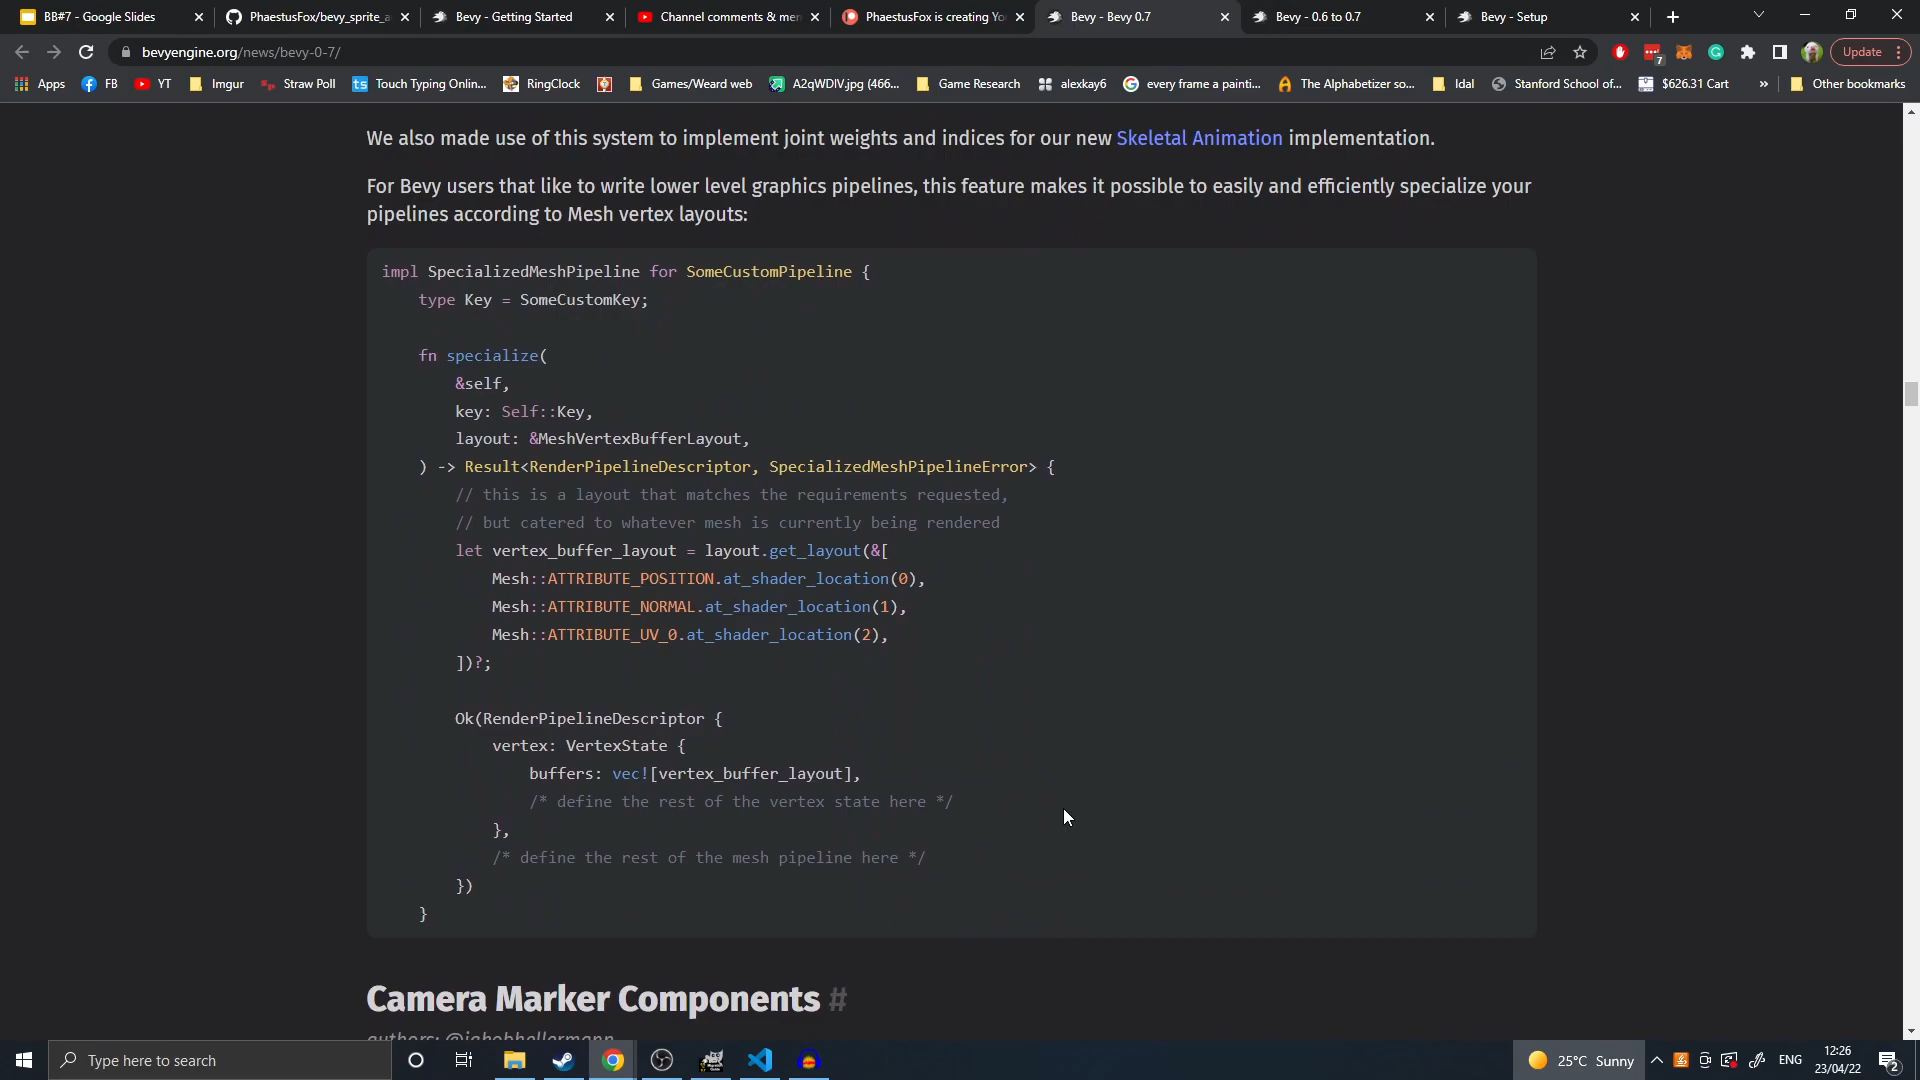 BB#7 - Google Slides
PhaestusFox/bevy_sprite_a
Bevy - Getting Started
Channel comments & men
PhaestusFox is creating Yo
Bevy - Bevy 0.7
Bevy - 0.6 to 0.7
Bevy - Setup
bevyengine.org/news/bevy-0-7/
7
Update
Apps
FB
YT
Imgur
Straw Poll
ts
Touch Typing Onlin...
RingClock
Games/Weard web
A2qWDlV.jpg (466...
Game Research
alexkay6
every frame a painti...
The Alphabetizer so...
Idal
Stanford School of...
$626.31 Cart
»
Other bookmarks
We also made use of this system to implement joint weights and indices for our new Skeletal Animation implementation.
For Bevy users that like to write lower level graphics pipelines, this feature makes it possible to easily and efficiently specialize your
pipelines according to Mesh vertex layouts:
impl SpecializedMeshPipeline for SomeCustomPipeline {
type Key = SomeCustomKey;
fn specialize(
&self,
key: Self::Key,
layout: &MeshVertexBufferLayout,
) -> Result<RenderPipelineDescriptor, SpecializedMeshPipelineError> {
// this is a layout that matches the requirements requested,
// but catered to whatever mesh is currently being rendered
let vertex_buffer_layout = layout.get_layout(&[
Mesh::ATTRIBUTE_POSITION.at_shader_location(0),
Mesh::ATTRIBUTE_NORMAL.at_shader_location(1),
Mesh::ATTRIBUTE_UV_0.at_shader_location(2),
])?;
Ok(RenderPipelineDescriptor {
vertex: VertexState {
buffers: vec![vertex_buffer_layout],
/* define the rest of the vertex state here */
},
/* define the rest of the mesh pipeline here */
})
}
Camera Marker Components #
authors: @jakobhellermann
Type here to search
25°C Sunny
ENG
12:26
23/04/22
2